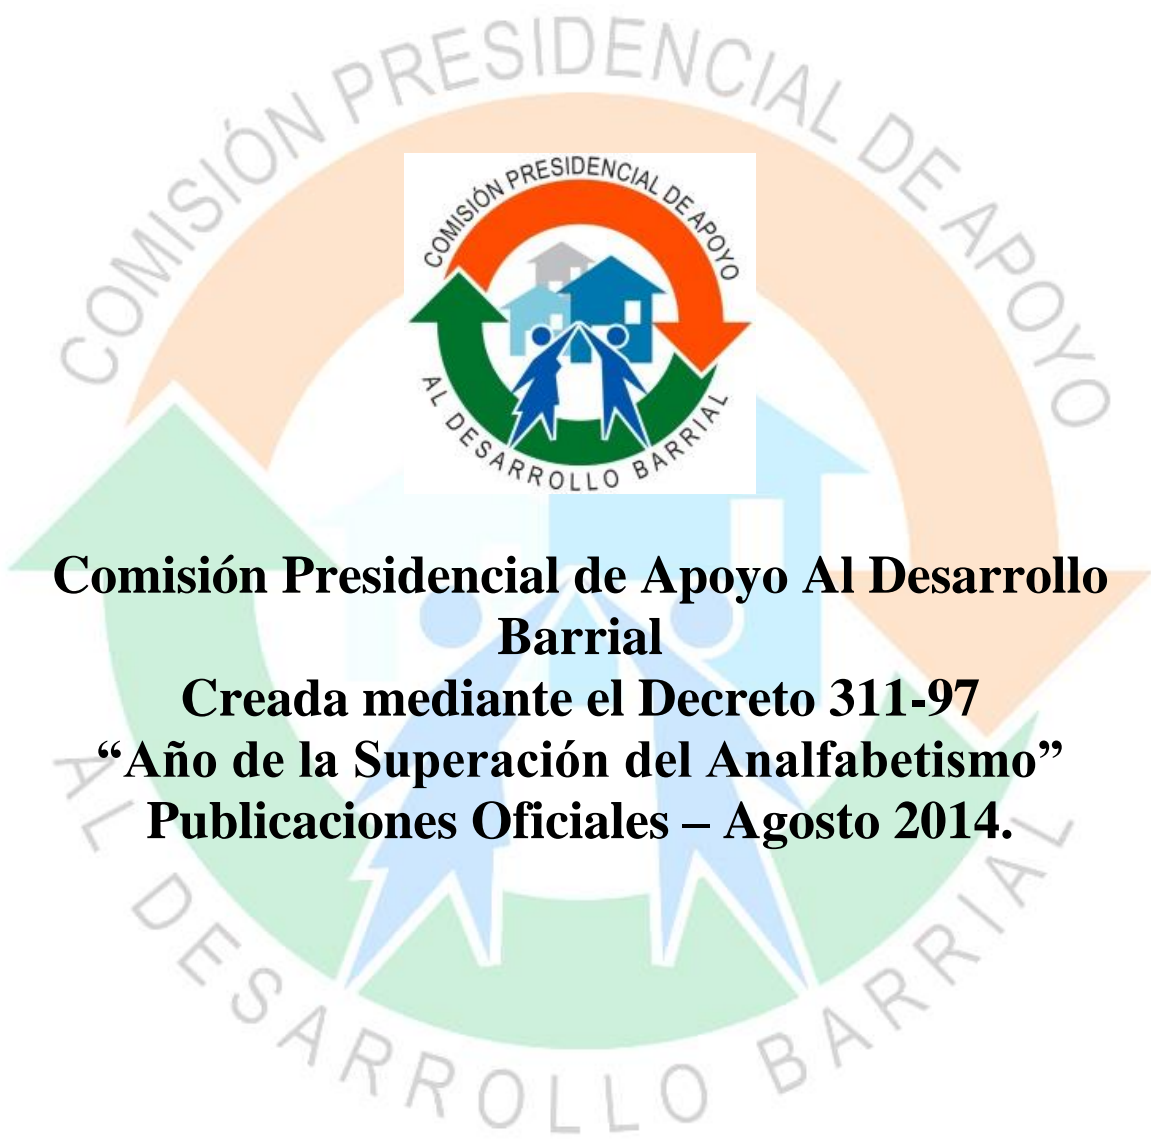 COMISIÓN PRESIDENCIAL DE APOYO
AL DESARROLLO BARRIAL
COMISIÓN PRESIDENCIAL DE APOYO
AL DESARROLLO BARRIAL
Comisión Presidencial de Apoyo Al Desarrollo
Barrial
Creada mediante el Decreto 311-97
“Año de la Superación del Analfabetismo”
Publicaciones Oficiales – Agosto 2014.